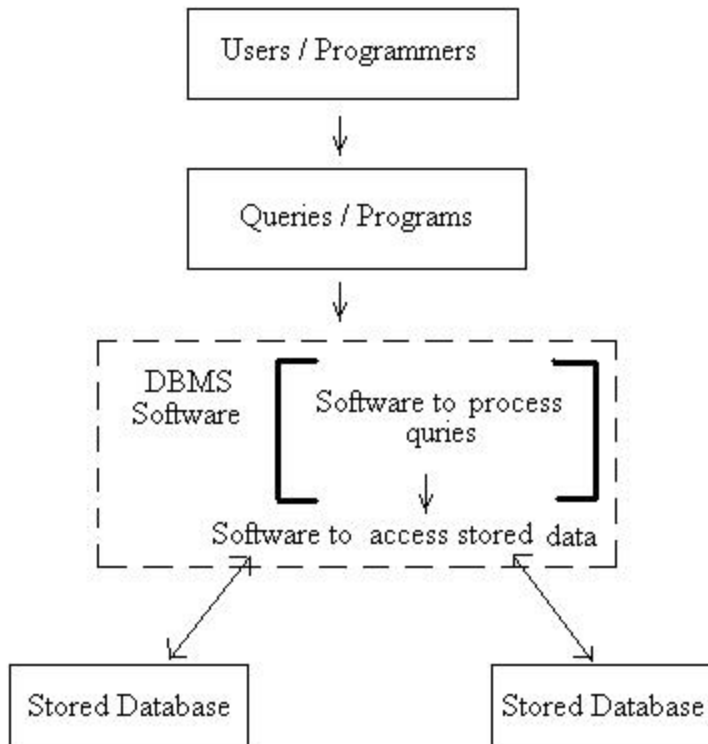 Users / Programmers
Queries / Programs
DBMS
Software
Software to process
quries
Software to access stored data
Stored Database
Stored Database